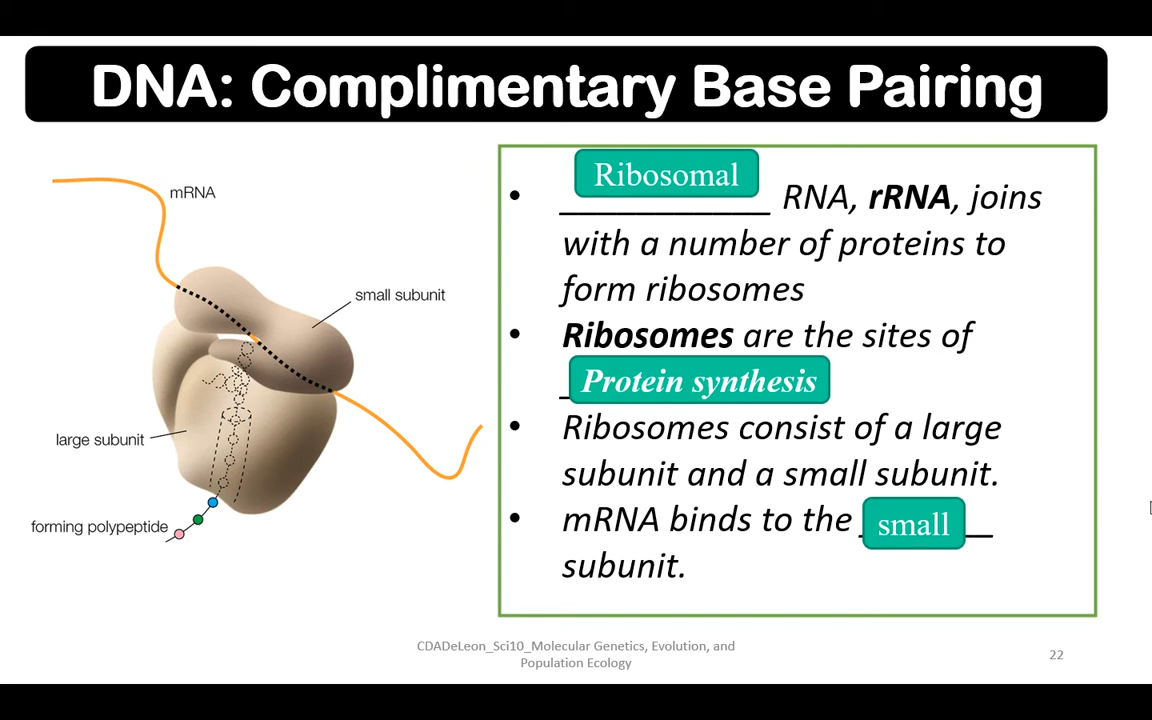 DNA: Complimentary Base Pairing
mRNA
small subunit
large subunit
forming polypeptide
• Ribosomal RNA, rRNA, joins
with a number of proteins to
form ribosomes
• Ribosomes are the sites of
Protein synthesis
• Ribosomes consist of a large
subunit and a small subunit.
• mRNA binds to the small
subunit.
CDADeLeon_Sci10_Molecular Genetics, Evolution, and
Population Ecology
22